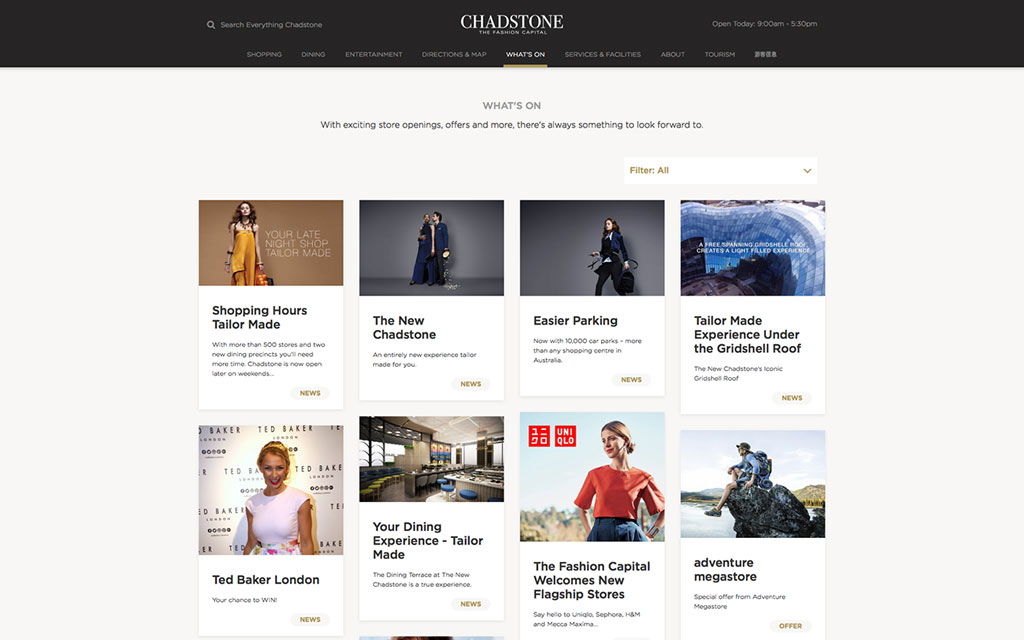 Search Everything Chadstone
CHADSTONE
THE FASHION CAPITAL
Open Today: 9:00am - 5:30pm
SHOPPING DINING ENTERTAINMENT DIRECTIONS & MAP WHAT'S ON SERVICES & FACILITIES ABOUT TOURISM 游客信息
WHAT'S ON
With exciting store openings, offers and more, there's always something to look forward to.
Filter: All
YOUR LATE
NIGHT SHOP
TAILOR MADE
Shopping Hours
Tailor Made
With more than 500 stores and two
new dining precincts you'll need
more time. Chadstone is now open
later on weekends...
NEWS
The New
Chadstone
An entirely new experience tailor
made for you.
NEWS
Easier Parking
Now with 10,000 car parks – more
than any shopping centre in
Australia.
NEWS
A FREE SPANNING GRIDSHELL ROOF
CREATES A LIGHT FILLED EXPERIENCE
Tailor Made
Experience Under
the Gridshell Roof
The New Chadstone's Iconic
Gridshell Roof
NEWS
TED BAKER
LONDON
TED BAKER
LONDON
Ted Baker London
Your chance to WIN!
NEWS
Your Dining
Experience - Tailor
Made
The Dining Terrace at The New
Chadstone is a true experience.
NEWS
ユニ
クロ
UNI
QLO
The Fashion Capital
Welcomes New
Flagship Stores
Say hello to Uniqlo, Sephora, H&M
and Mecca Maxima...
adventure
megastore
Special offer from Adventure
Megastore
OFFER